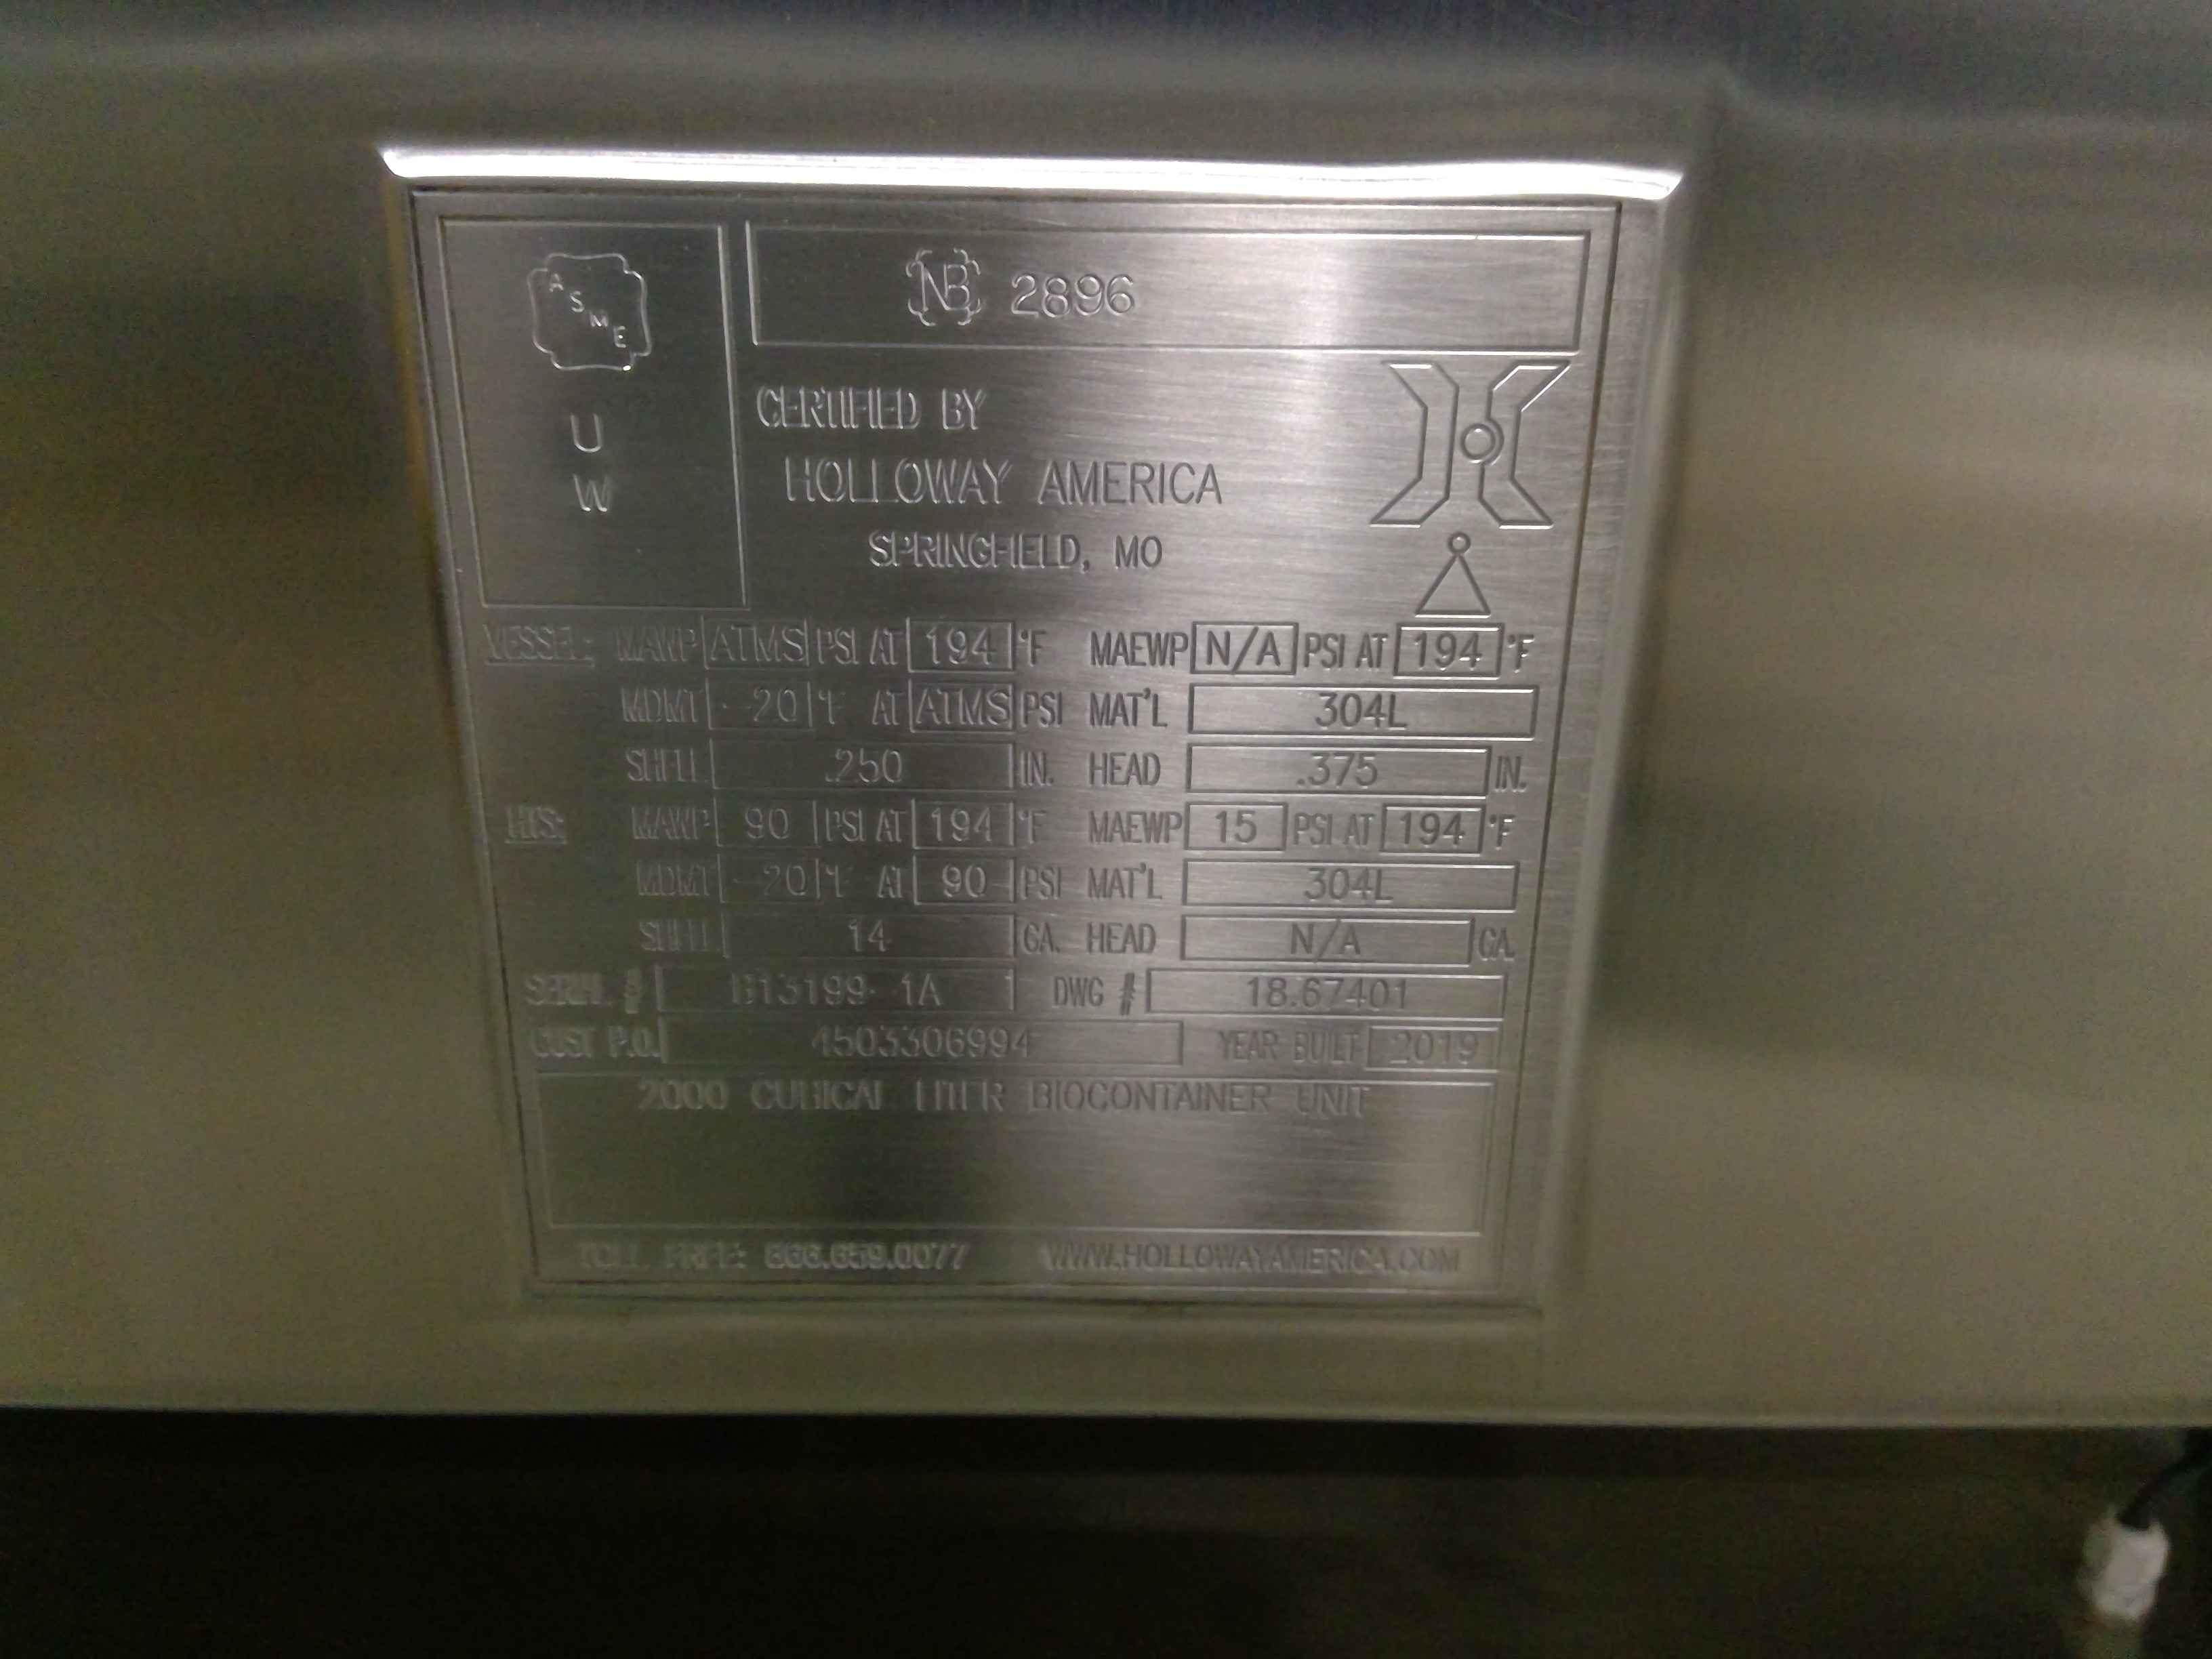 ASME
U
W
NB 2896
CERTIFIED BY
HOLLOWAY AMERICA
SPRINGFIELD, MO
VESSEL: MAWP ATMS PSI AT 194 °F MAEWP N/A PSI AT 194 °F
MDMT -20 °F AT ATMS PSI MAT'L 304L
SHELL .250 IN. HEAD .375 IN.
HTS: MAWP 90 PSI AT 194 °F MAEWP 15 PSI AT 194 °F
MDMT -20 °F AT 90 PSI MAT'L 304L
SHELL 14 GA. HEAD N/A GA.
SERIAL # B13199-1A DWG # 18.67401
CUST P.O. 4503306994 YEAR BUILT 2019
2000 CUBICAL LITER BIOCONTAINER UNIT
TOLL FREE: 866.659.0077 WWW.HOLLOWAYAMERICA.COM